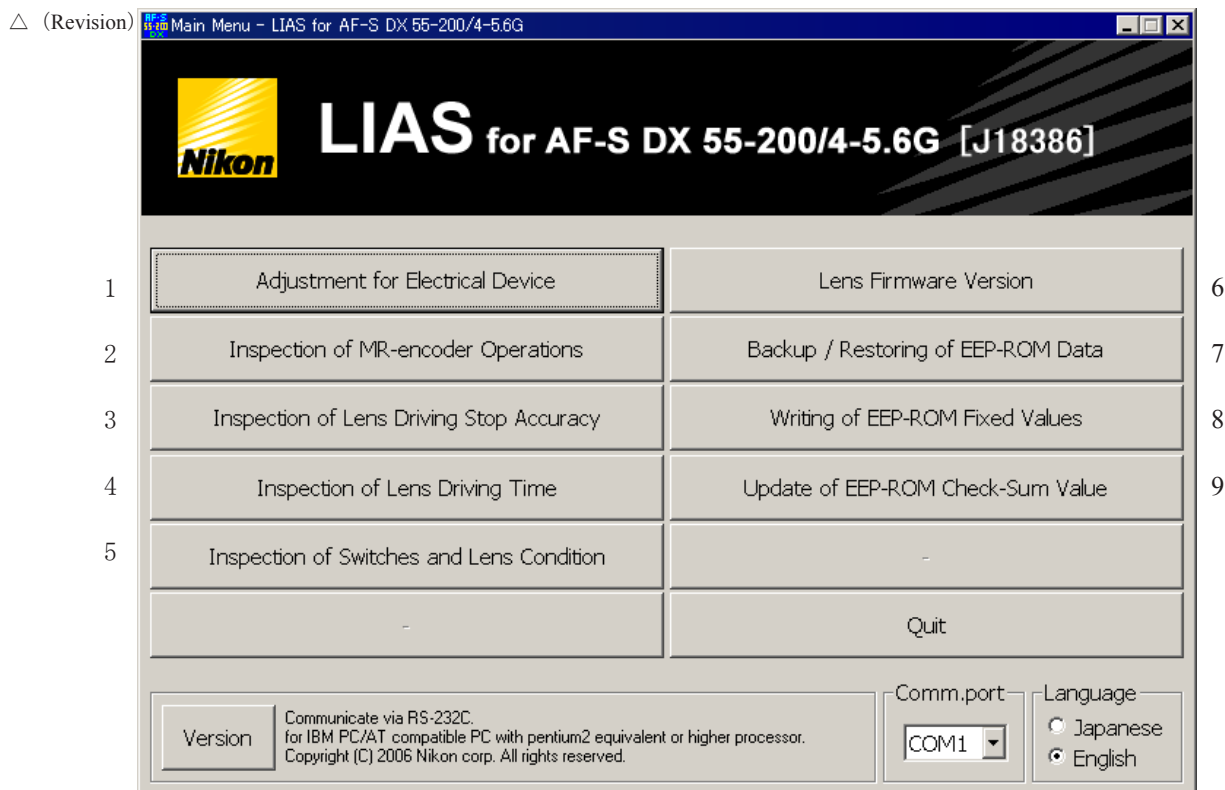 △ (Revision)
AF-S 55-200 DX Main Menu - LIAS for AF-S DX 55-200/4-5.6G
Nikon
LIAS for AF-S DX 55-200/4-5.6G [J18386]
1 Adjustment for Electrical Device Lens Firmware Version 6
2 Inspection of MR-encoder Operations Backup / Restoring of EEP-ROM Data 7
3 Inspection of Lens Driving Stop Accuracy Writing of EEP-ROM Fixed Values 8
4 Inspection of Lens Driving Time Update of EEP-ROM Check-Sum Value 9
5 Inspection of Switches and Lens Condition -
- Quit
Version
Communicate via RS-232C.
for IBM PC/AT compatible PC with pentium2 equivalent or higher processor.
Copyright (C) 2006 Nikon corp. All rights reserved.
Comm.port
COM1
Language
Japanese
English